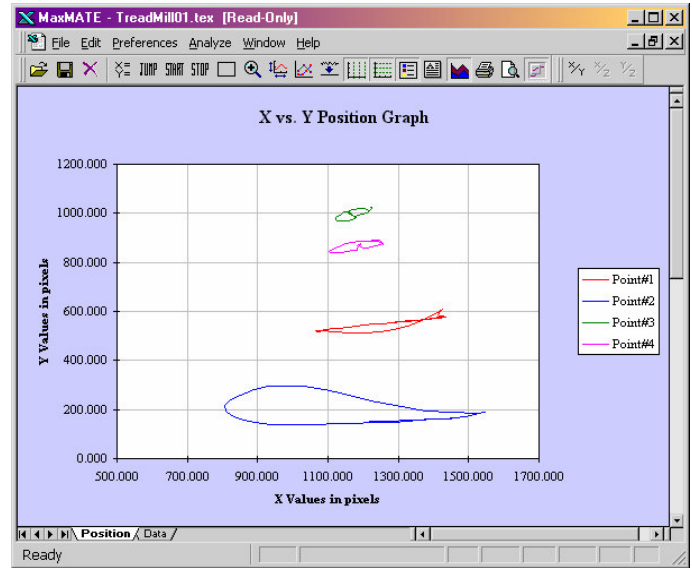 MaxMATE - TreadMill01.tex [Read-Only]
File Edit Preferences Analyze Window Help
X= Y= JUMP START STOP X/Y X/Z Y/Z
X vs. Y Position Graph
1200.000
1000.000
800.000
600.000
400.000
200.000
0.000
Y Values in pixels
500.000 700.000 900.000 1100.000 1300.000 1500.000 1700.000
X Values in pixels
Point#1
Point#2
Point#3
Point#4
Position Data
Ready